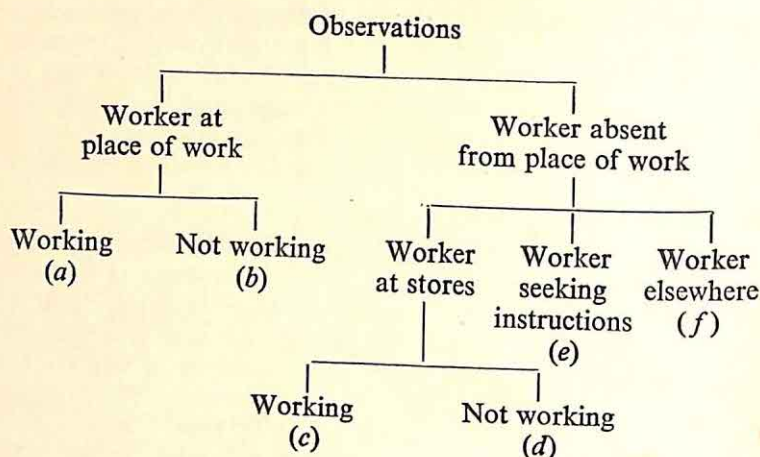 Observations
Worker at
place of work
Worker absent
from place of work
Working
(a)
Not working
(b)
Worker
at stores
Worker
seeking
instructions
(e)
Worker
elsewhere
(f)
Working
(c)
Not working
(d)